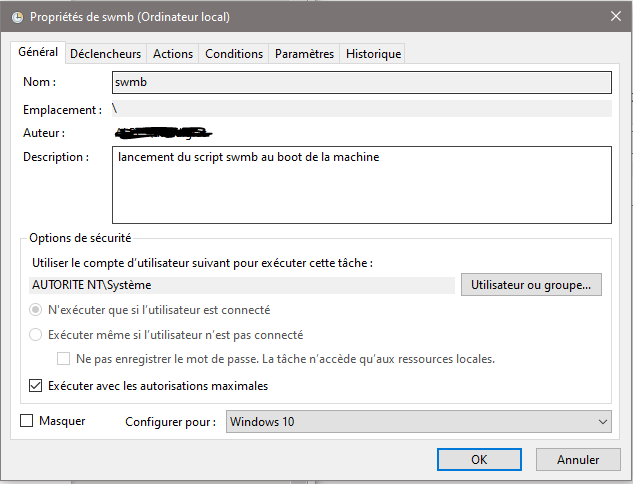 Propriétés de swmb (Ordinateur local)
Général Déclencheurs Actions Conditions Paramètres Historique
Nom : swmb
Emplacement : \
Auteur :
Description : lancement du script swmb au boot de la machine
Options de sécurité
Utiliser le compte d'utilisateur suivant pour exécuter cette tâche :
AUTORITE NT\Système Utilisateur ou groupe...
N'exécuter que si l'utilisateur est connecté
Exécuter même si l'utilisateur n'est pas connecté
Ne pas enregistrer le mot de passe. La tâche n'accède qu'aux ressources locales.
Exécuter avec les autorisations maximales
Masquer Configurer pour : Windows 10
OK Annuler